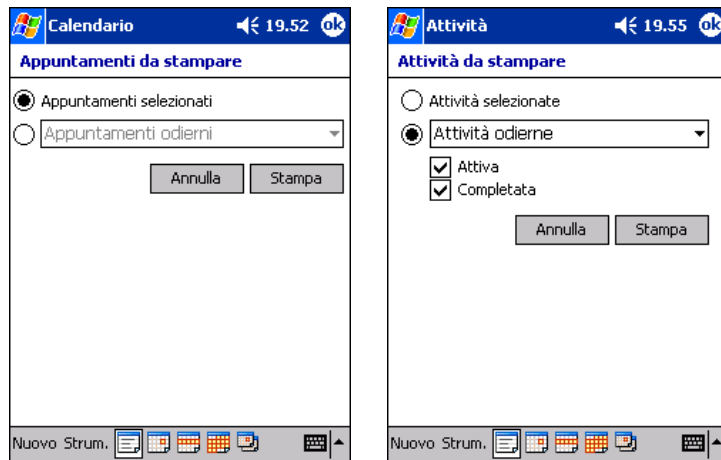 Calendario 19.52 ok
Appuntamenti da stampare
Appuntamenti selezionati
Appuntamenti odierni
Annulla Stampa
Nuovo Strum.
Attività 19.55 ok
Attività da stampare
Attività selezionate
Attività odierne
Attiva
Completata
Annulla Stampa
Nuovo Strum.